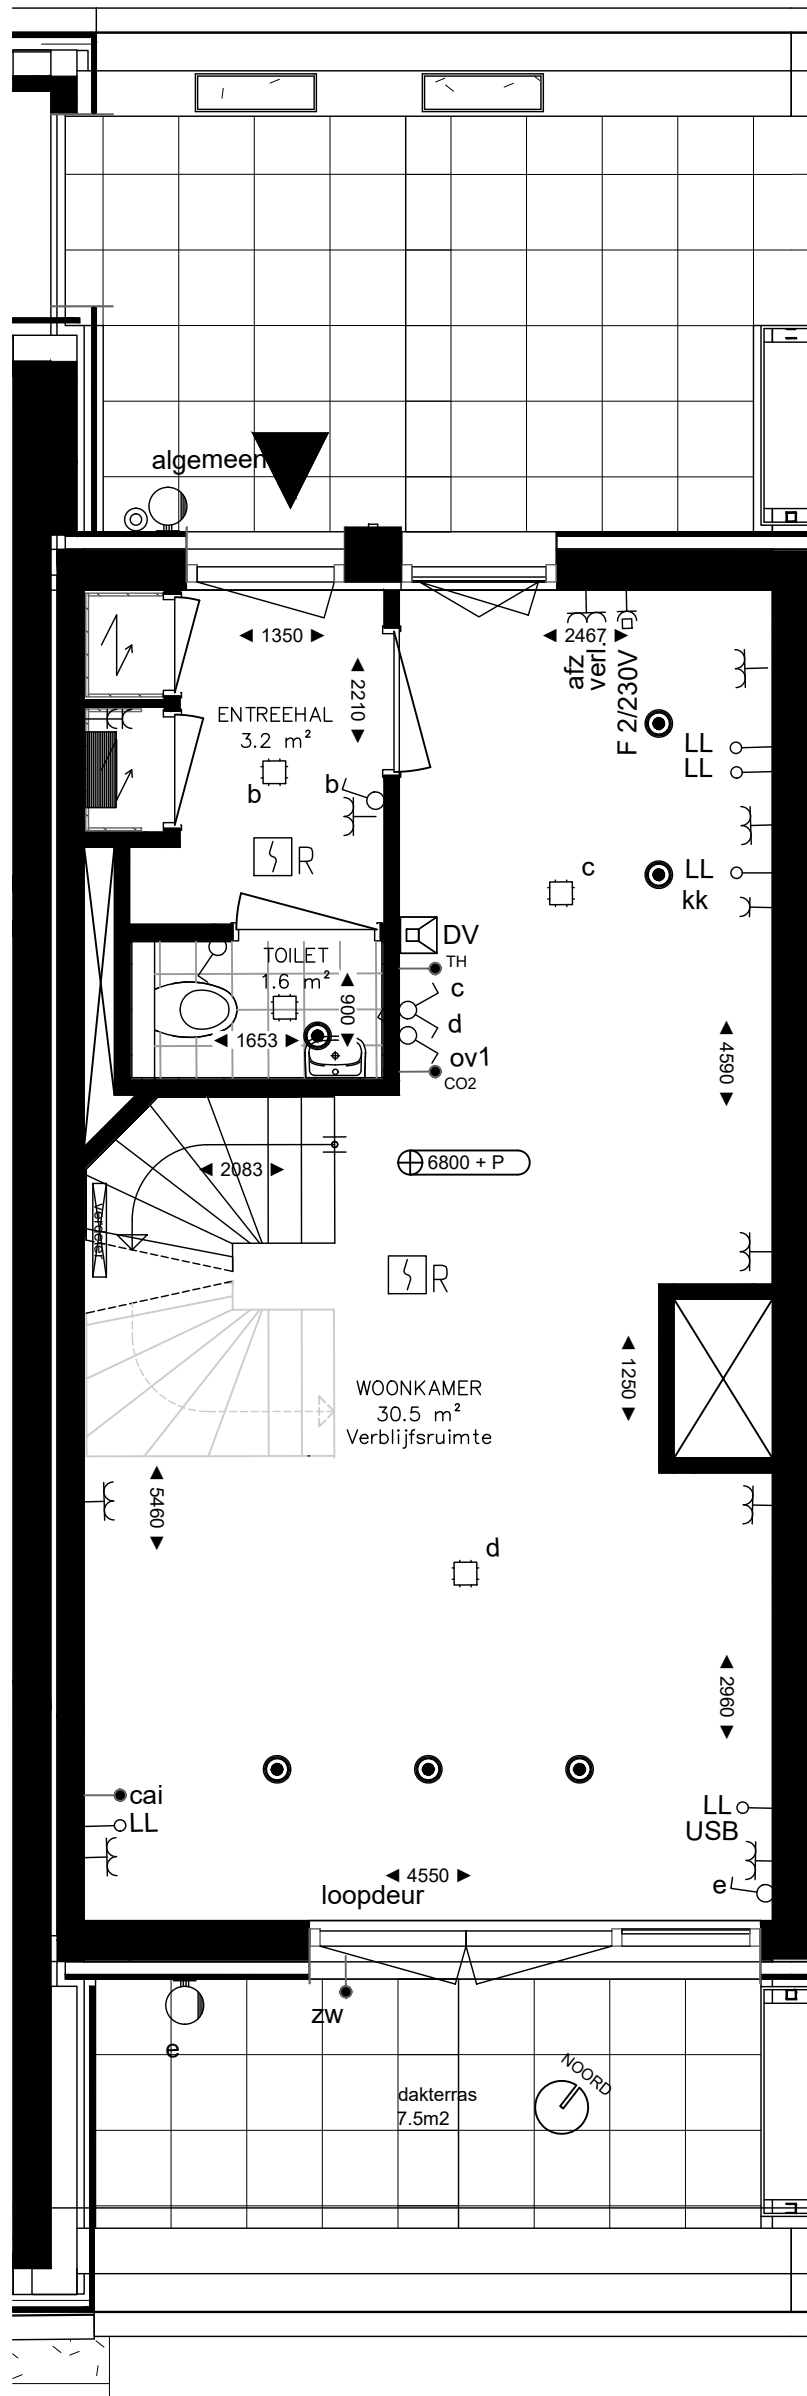 algemeen
1350
2467
afz
verl.
F 2/230V
2210
ENTREEHAL
3.2 m²
b
b
LL
LL
R
c
LL
kk
DV
TH
TOILET
1.6 m²
900
1653
c
d
ov1
CO2
4590
2083
6800 + P
Verdeler
R
1250
WOONKAMER
30.5 m²
Verblijfsruimte
5460
d
2960
cai
LL
LL
USB
4550
e
loopdeur
zw
e
NOORD
dakterras
7.5m2